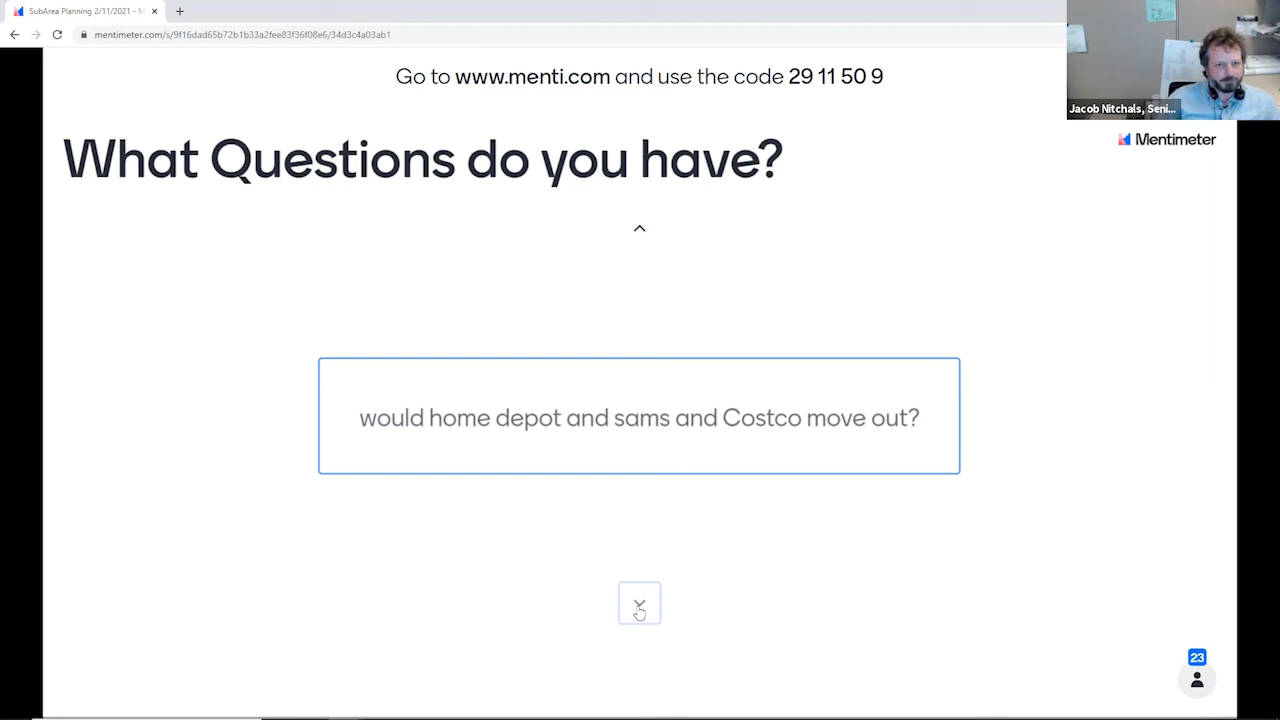 SubArea Planning 2/11/2021 - M
mentimeter.com/s/9f16dad65b72b1b33a2fee83f36f08e6/34d3c4a03ab1
Go to www.menti.com and use the code 29 11 50 9
Jacob Nitchals, Seni...
Mentimeter
What Questions do you have?
would home depot and sams and Costco move out?
23